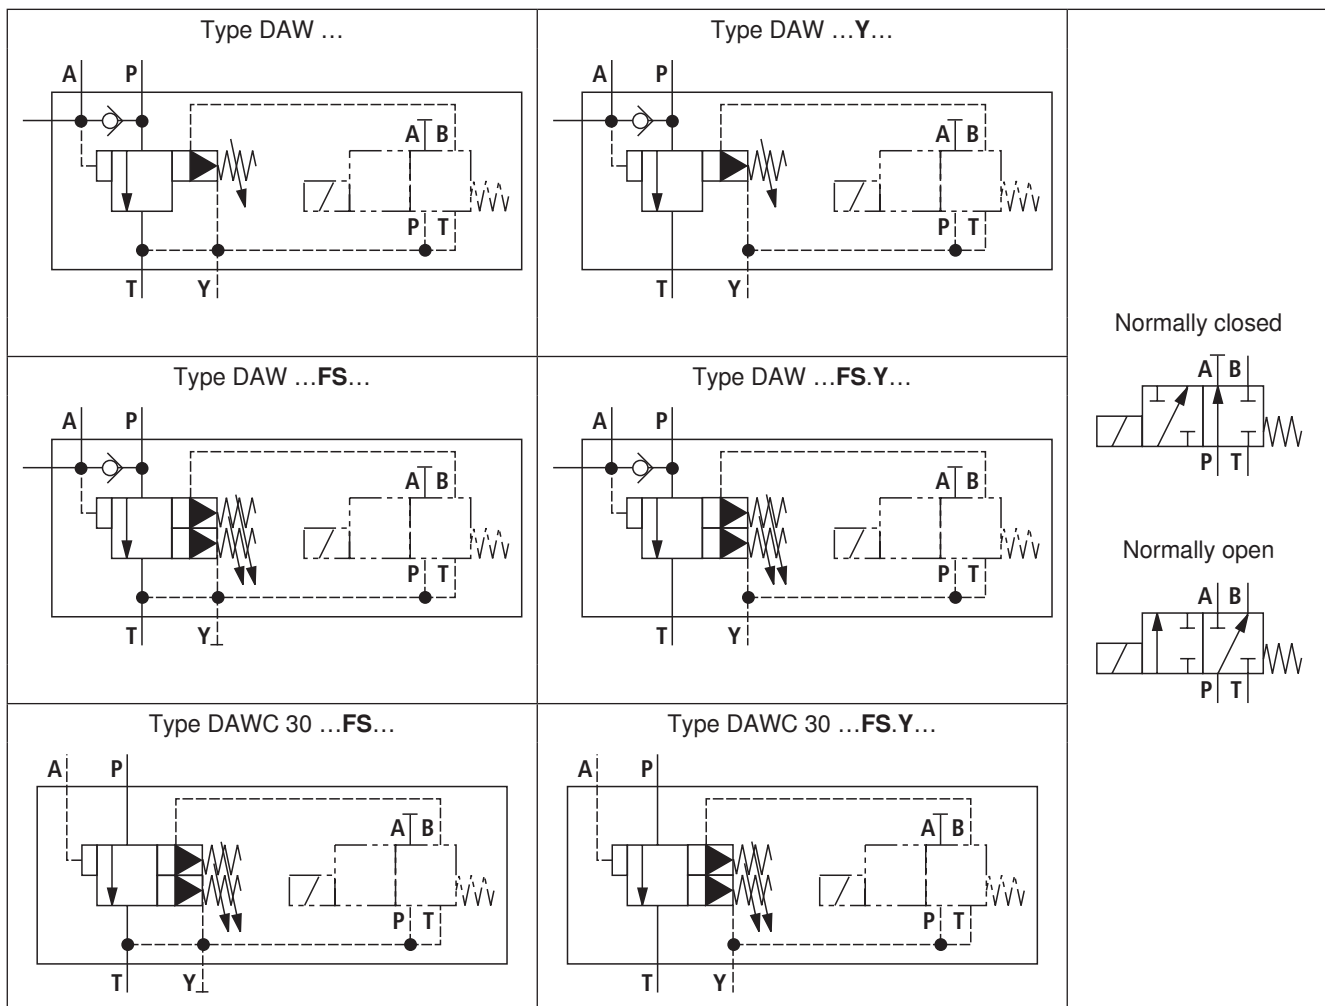 Type DAW …
A P
A B
P T
T Y
Type DAW …Y…
A P
A B
P T
T Y
Normally closed
A B
P T
Normally open
A B
P T
Type DAW …FS…
A P
A B
P T
T Y
Type DAW …FS.Y…
A P
A B
P T
T Y
Type DAWC 30 …FS…
A P
A B
P T
T Y
Type DAWC 30 …FS.Y…
A P
A B
P T
T Y